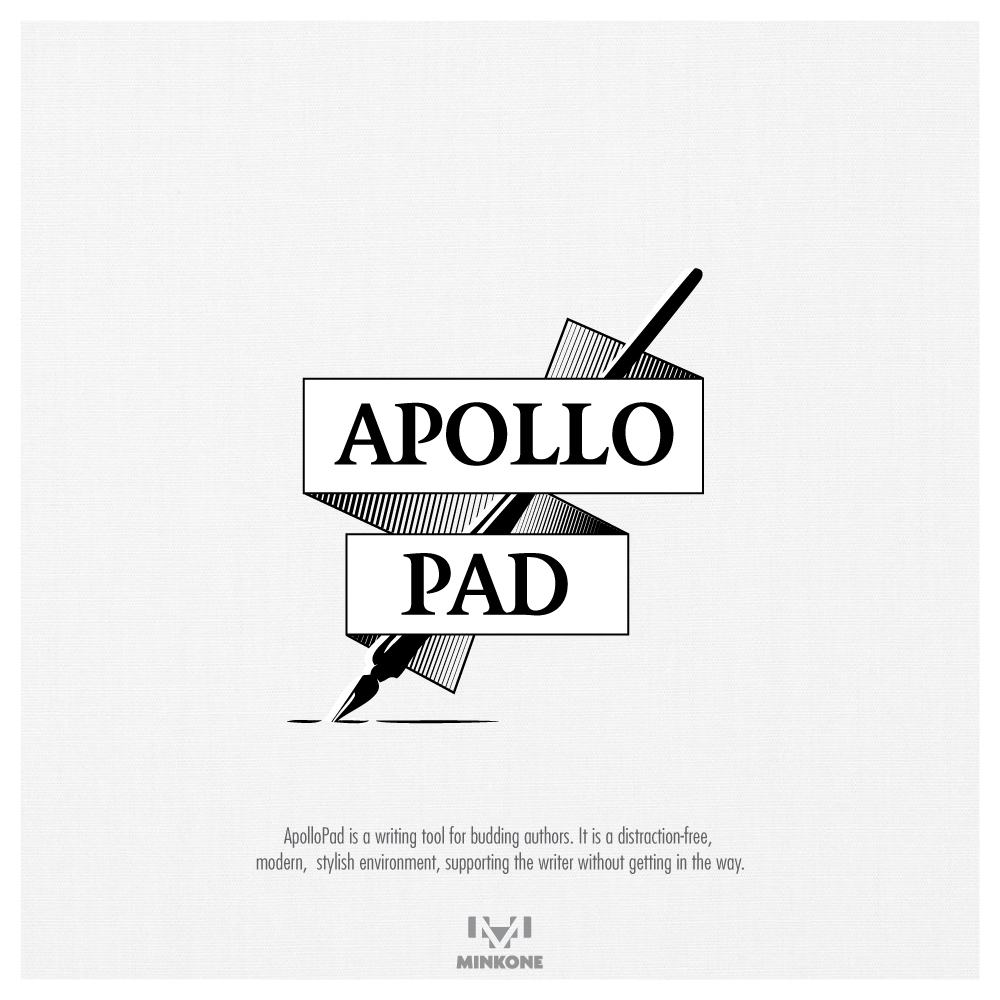 APOLLO
PAD
ApolloPad is a writing tool for budding authors. It is a distraction-free,
modern,  stylish environment, supporting the writer without getting in the way.
MINKONE